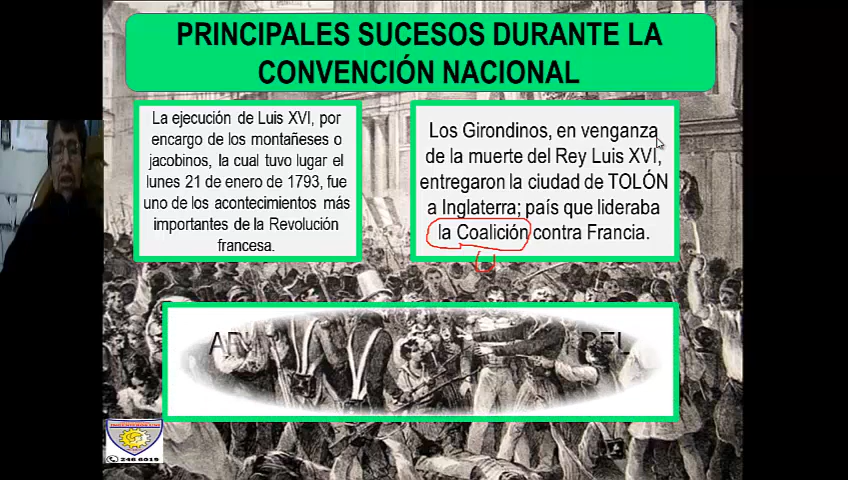 PRINCIPALES SUCESOS DURANTE LA
CONVENCIÓN NACIONAL
La ejecución de Luis XVI, por
encargo de los montañeses o
jacobinos, la cual tuvo lugar el
lunes 21 de enero de 1793, fue
uno de los acontecimientos más
importantes de la Revolución
francesa.
Los Girondinos, en venganza
de la muerte del Rey Luis XVI,
entregaron la ciudad de TOLÓN
a Inglaterra; país que lideraba
la Coalición contra Francia.
246 6019